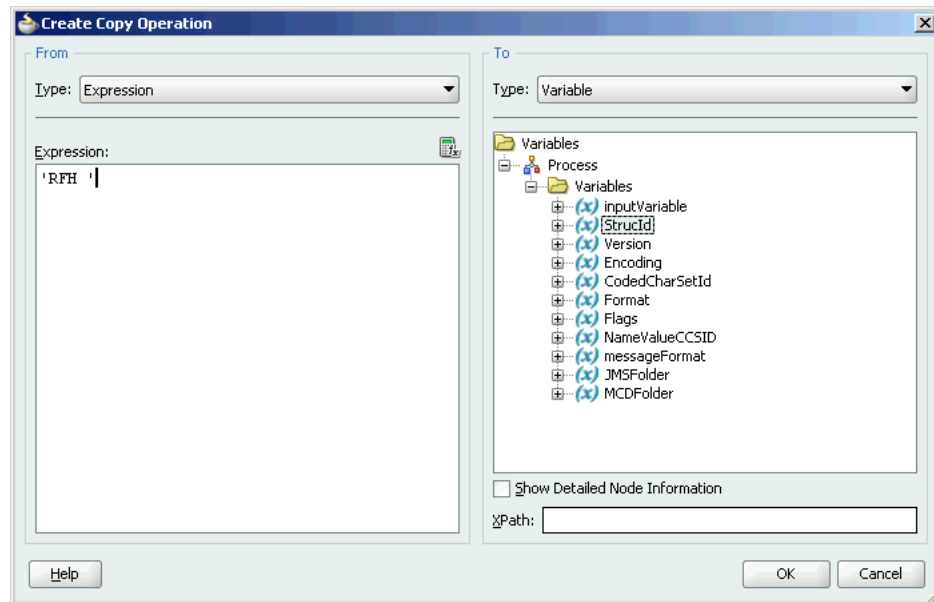 Create Copy Operation
From
Type: Expression
Expression:
'RFH '
To
Type: Variable
Variables
Process
Variables
(x) inputVariable
(x) StrucId
(x) Version
(x) Encoding
(x) CodedCharSetId
(x) Format
(x) Flags
(x) NameValueCCSID
(x) messageFormat
(x) JMSFolder
(x) MCDFolder
Show Detailed Node Information
XPath:
Help
OK
Cancel